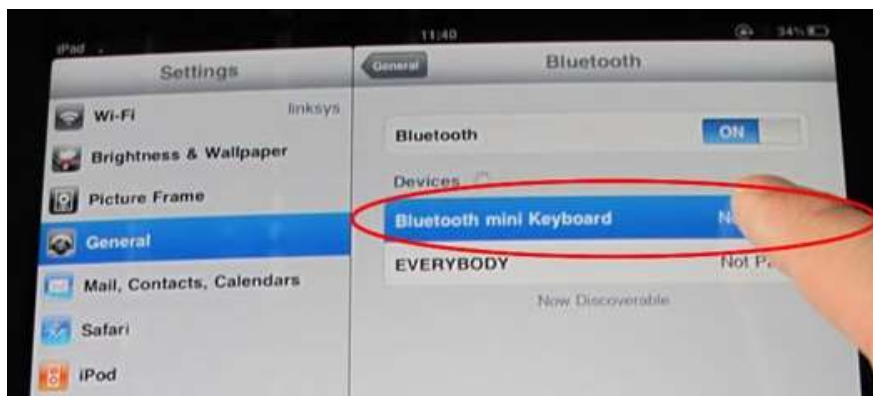 iPad
11:40
34%
Settings
General
Bluetooth
Wi-Fi
linksys
Brightness & Wallpaper
Picture Frame
General
Mail, Contacts, Calendars
Safari
iPod
Bluetooth
ON
Devices
Bluetooth mini Keyboard
EVERYBODY
Not
Now Discoverable